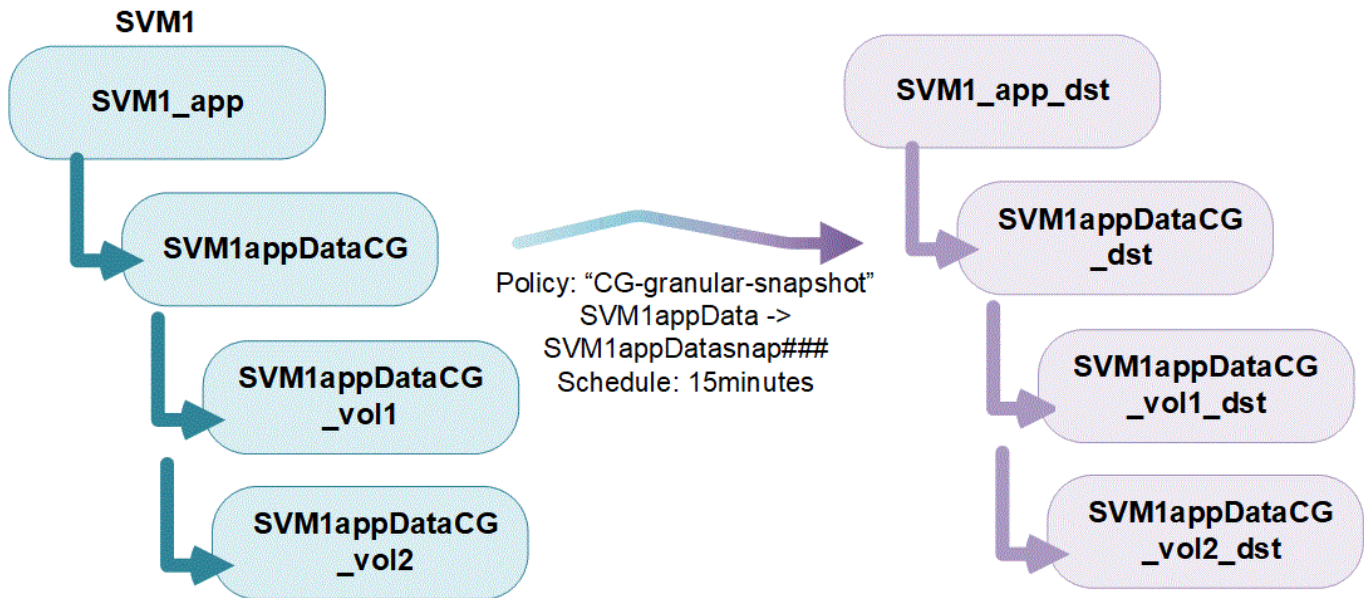 SVM1
SVM1_app
SVM1appDataCG
SVM1appDataCG
_vol1
SVM1appDataCG
_vol2
Policy: “CG-granular-snapshot”
SVM1appData ->
SVM1appDatasnap###
Schedule: 15minutes
SVM1_app_dst
SVM1appDataCG
_dst
SVM1appDataCG
_vol1_dst
SVM1appDataCG
_vol2_dst